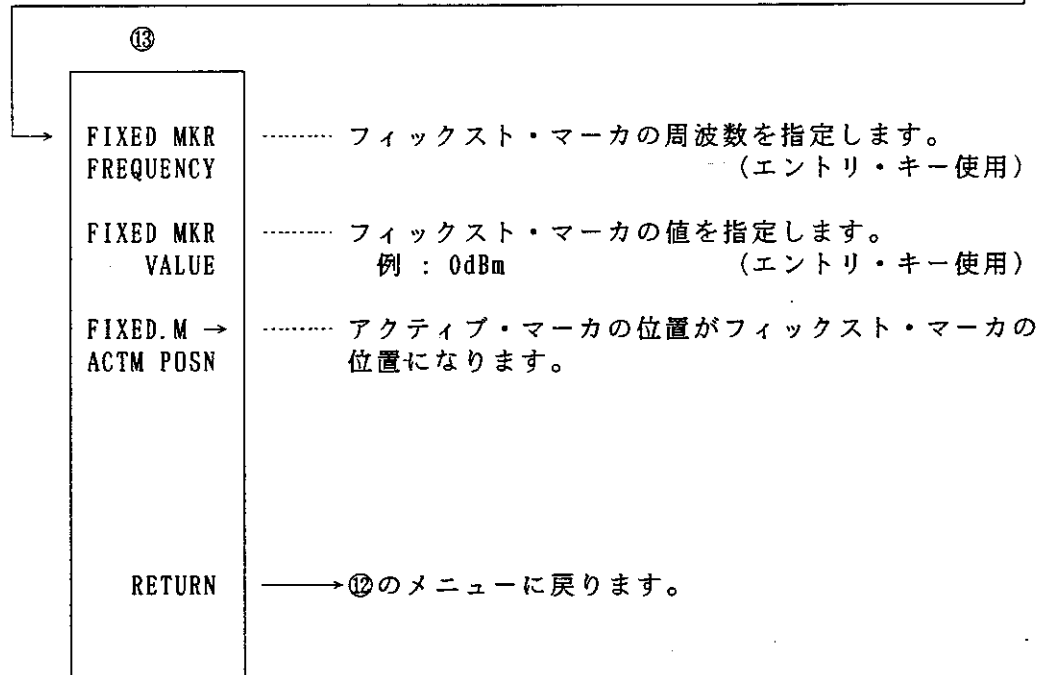 ⑬
FIXED MKR ……… フィックスト・マーカの周波数を指定します。
FREQUENCY (エントリ・キー使用)
FIXED MKR ……… フィックスト・マーカの値を指定します。
VALUE 例 : 0dBm (エントリ・キー使用)
FIXED.M → ……… アクティブ・マーカの位置がフィックスト・マーカの
ACTM POSN 位置になります。
RETURN ──→⑫のメニューに戻ります。